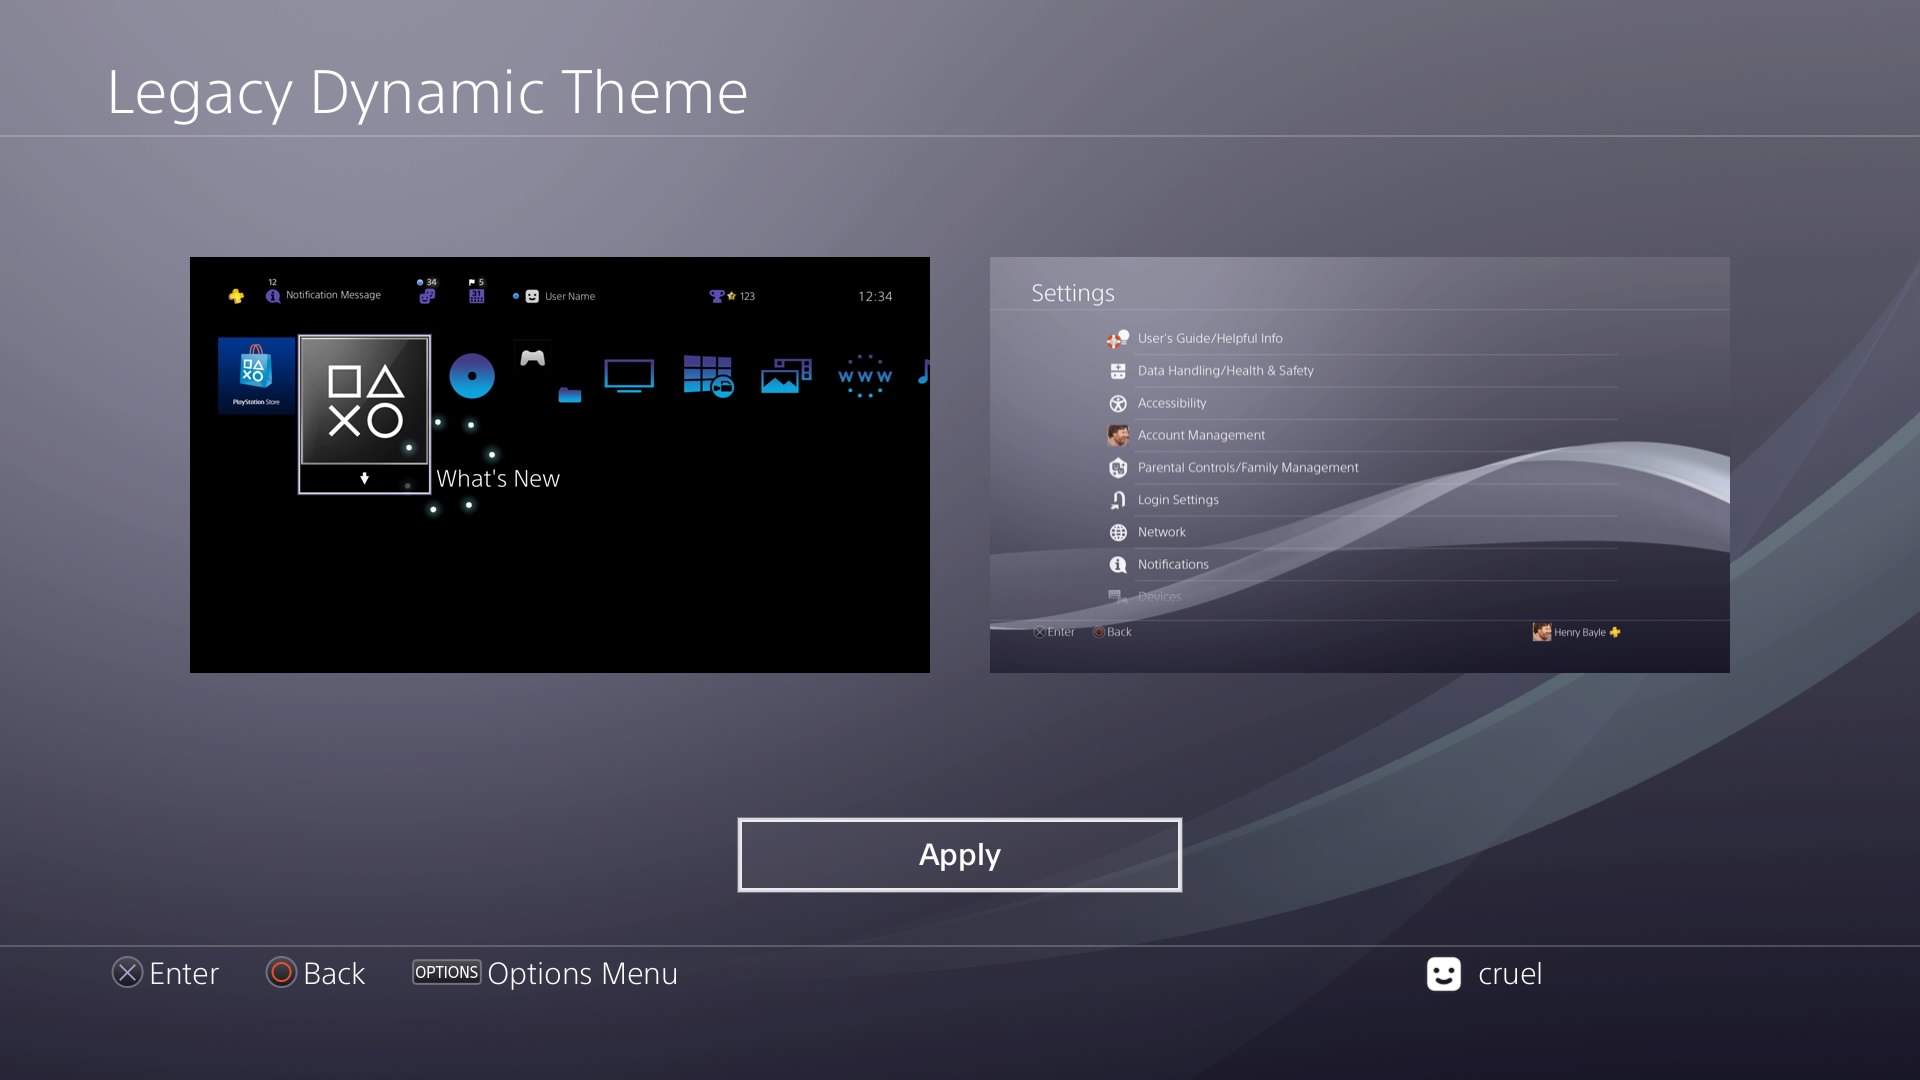 Legacy Dynamic Theme
12
Notification Message
34
31
5
User Name
123
12:34
PlayStation Store
What's New
WWW
Settings
User's Guide/Helpful Info
Data Handling/Health & Safety
Accessibility
Account Management
Parental Controls/Family Management
Login Settings
Network
Notifications
Devices
Enter Back
Henry Bayle
Apply
Enter Back OPTIONS Options Menu
cruel